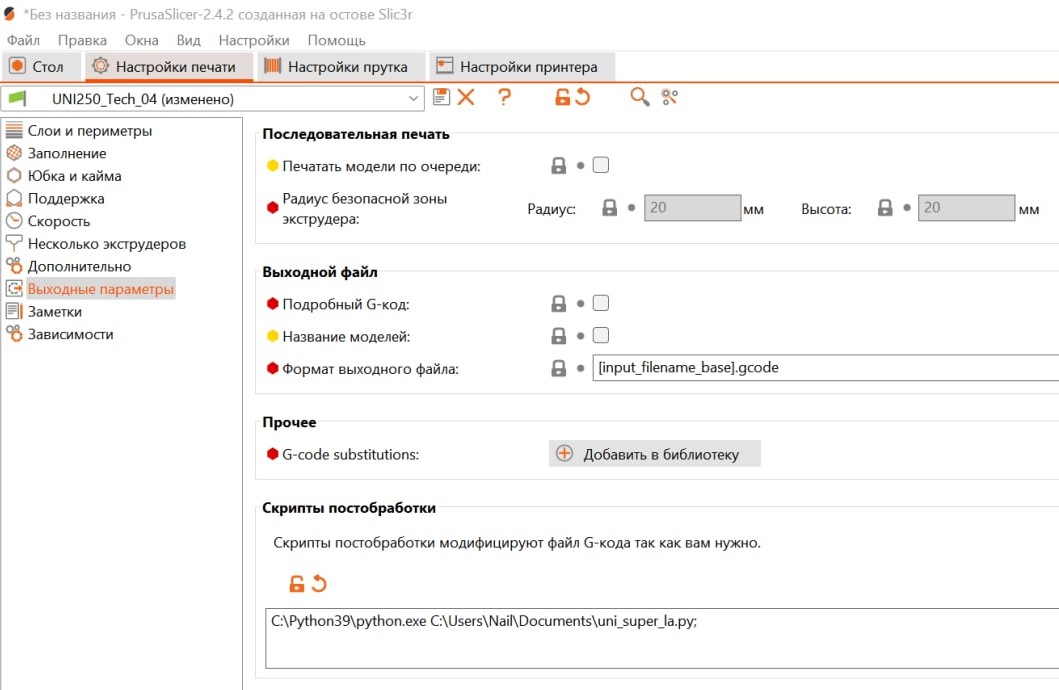 *Без названия - PrusaSlicer-2.4.2 созданная на остове Slic3r
Файл Правка Окна Вид Настройки Помощь
Стол Настройки печати Настройки прутка Настройки принтера
UNI250_Tech_04 (изменено)
Слои и периметры
Заполнение
Юбка и кайма
Поддержка
Скорость
Несколько экструдеров
Дополнительно
Выходные параметры
Заметки
Зависимости
Последовательная печать
Печатать модели по очереди:
Радиус безопасной зоны
экструдера:
Радиус: 20 мм Высота: 20 мм
Выходной файл
Подробный G-код:
Название моделей:
Формат выходного файла: [input_filename_base].gcode
Прочее
G-code substitutions: Добавить в библиотеку
Скрипты постобработки
Скрипты постобработки модифицируют файл G-кода так как вам нужно.
C:\Python39\python.exe C:\Users\Nail\Documents\uni_super_la.py;